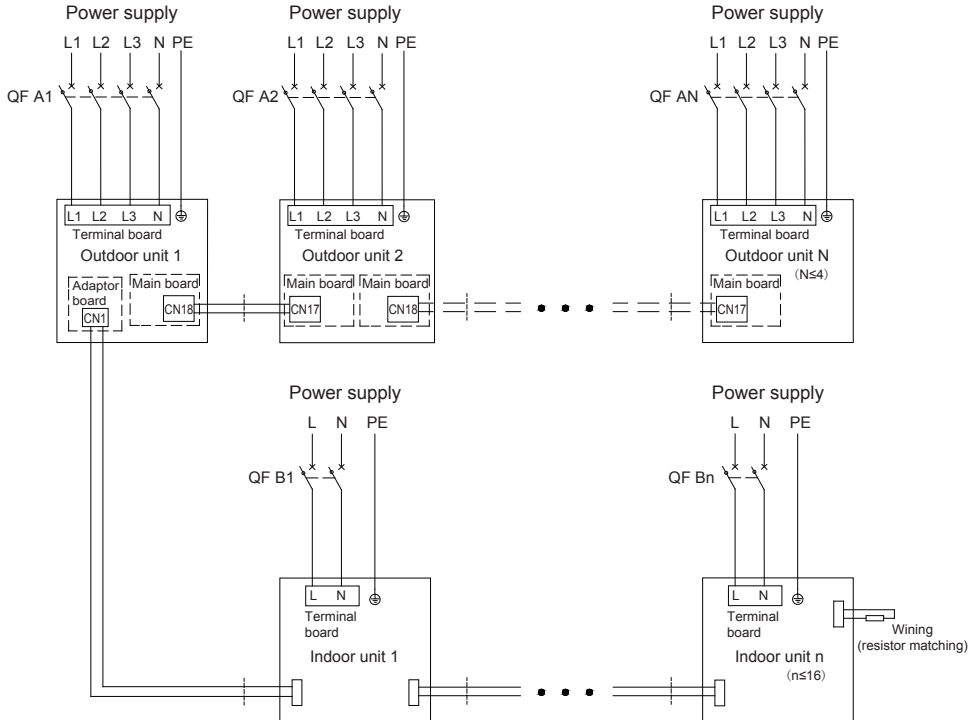 Power supply Power supply Power supply
L1 L2 L3 N PE L1 L2 L3 N PE L1 L2 L3 N PE
QF A1 QF A2 QF AN
L1 L2 L3 N L1 L2 L3 N L1 L2 L3 N
Terminal board Terminal board Terminal board
Outdoor unit 1 Outdoor unit 2 Outdoor unit N
(N≤4)
Adaptor board Main board Main board Main board Main board
CN1 CN18 CN17 CN18 CN17
Power supply Power supply
L N PE L N PE
QF B1 QF Bn
L N L N
Terminal board Terminal board
Wining
(resistor matching)
Indoor unit 1 Indoor unit n
(n≤16)